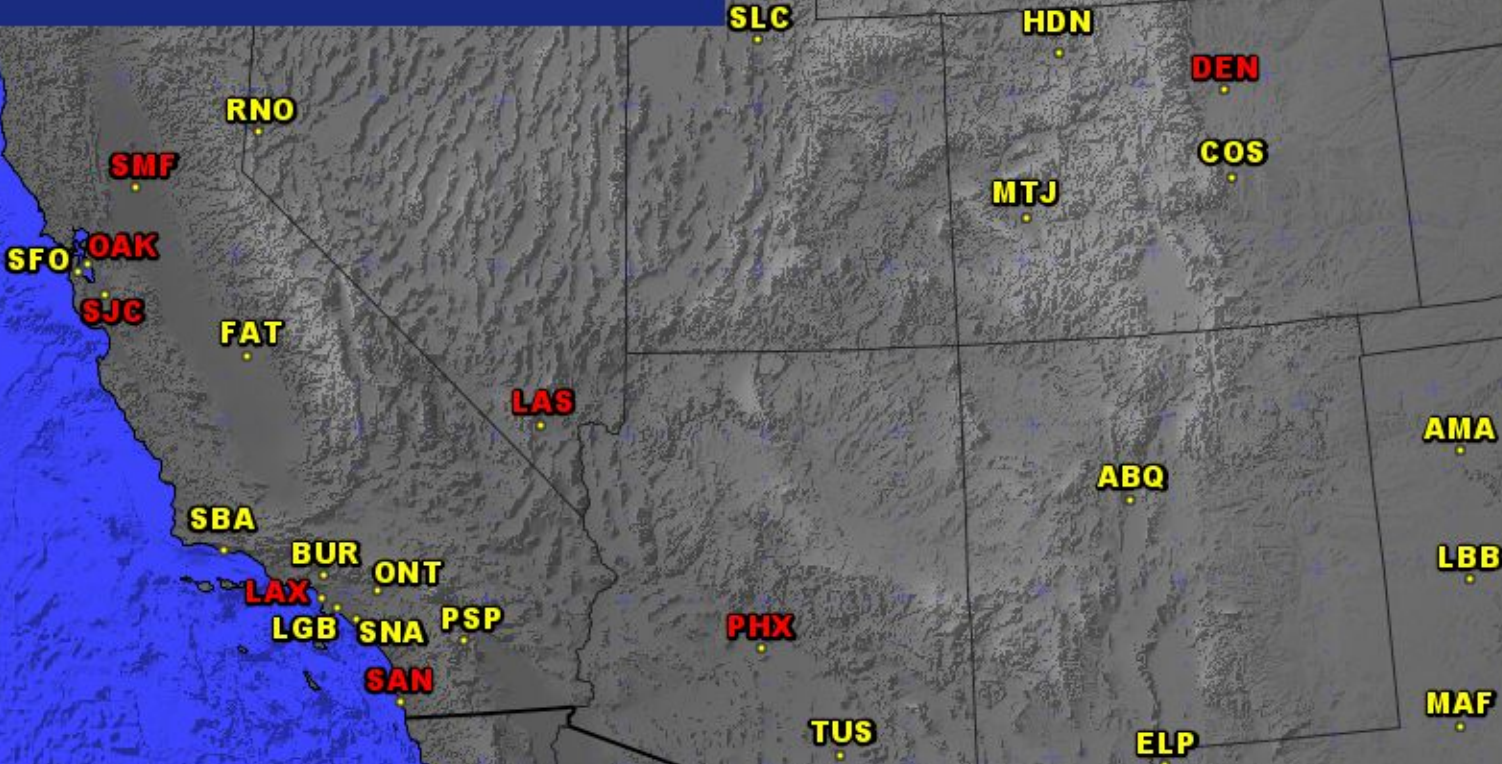 SLC
HDN
DEN
RNO
COS
SMF
MTJ
OAK
SFO
SJC
FAT
LAS
AMA
ABQ
SBA
BUR
LBB
ONT
LAX
PSP
LGB
SNA
PHX
SAN
MAF
TUS
ELP